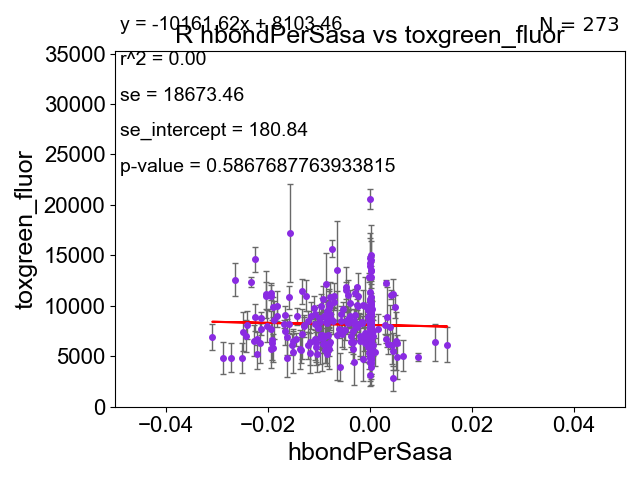 y = -10161.62x + 8103.46
N = 273
R hbondPerSasa vs toxgreen_fluor
r^2 = 0.00
se = 18673.46
se_intercept = 180.84
p-value = 0.5867687763933815
toxgreen_fluor
35000
30000
25000
20000
15000
10000
5000
0
−0.04
−0.02
0.00
0.02
0.04
hbondPerSasa